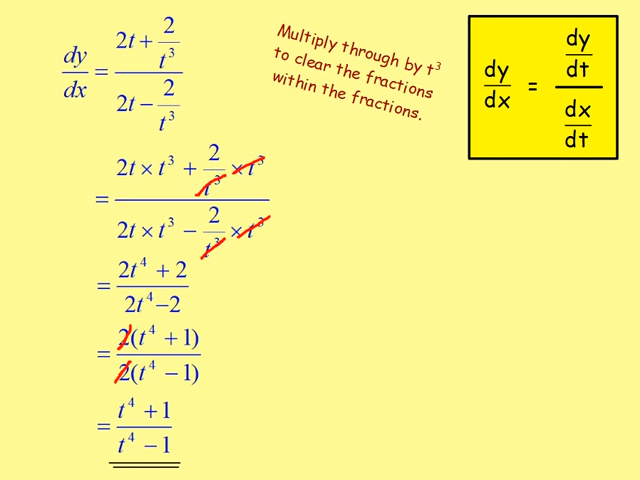 dy/dx = (2t + 2/t³)/(2t − 2/t³)
Multiply through by t³
to clear the fractions
within the fractions.
dy/dx = (dy/dt)/(dx/dt)
= (2t × t³ + 2/t³ × t³)/(2t × t³ − 2/t³ × t³)
= (2t⁴ + 2)/(2t⁴ − 2)
= 2(t⁴ + 1)/2(t⁴ − 1)
= (t⁴ + 1)/(t⁴ − 1)